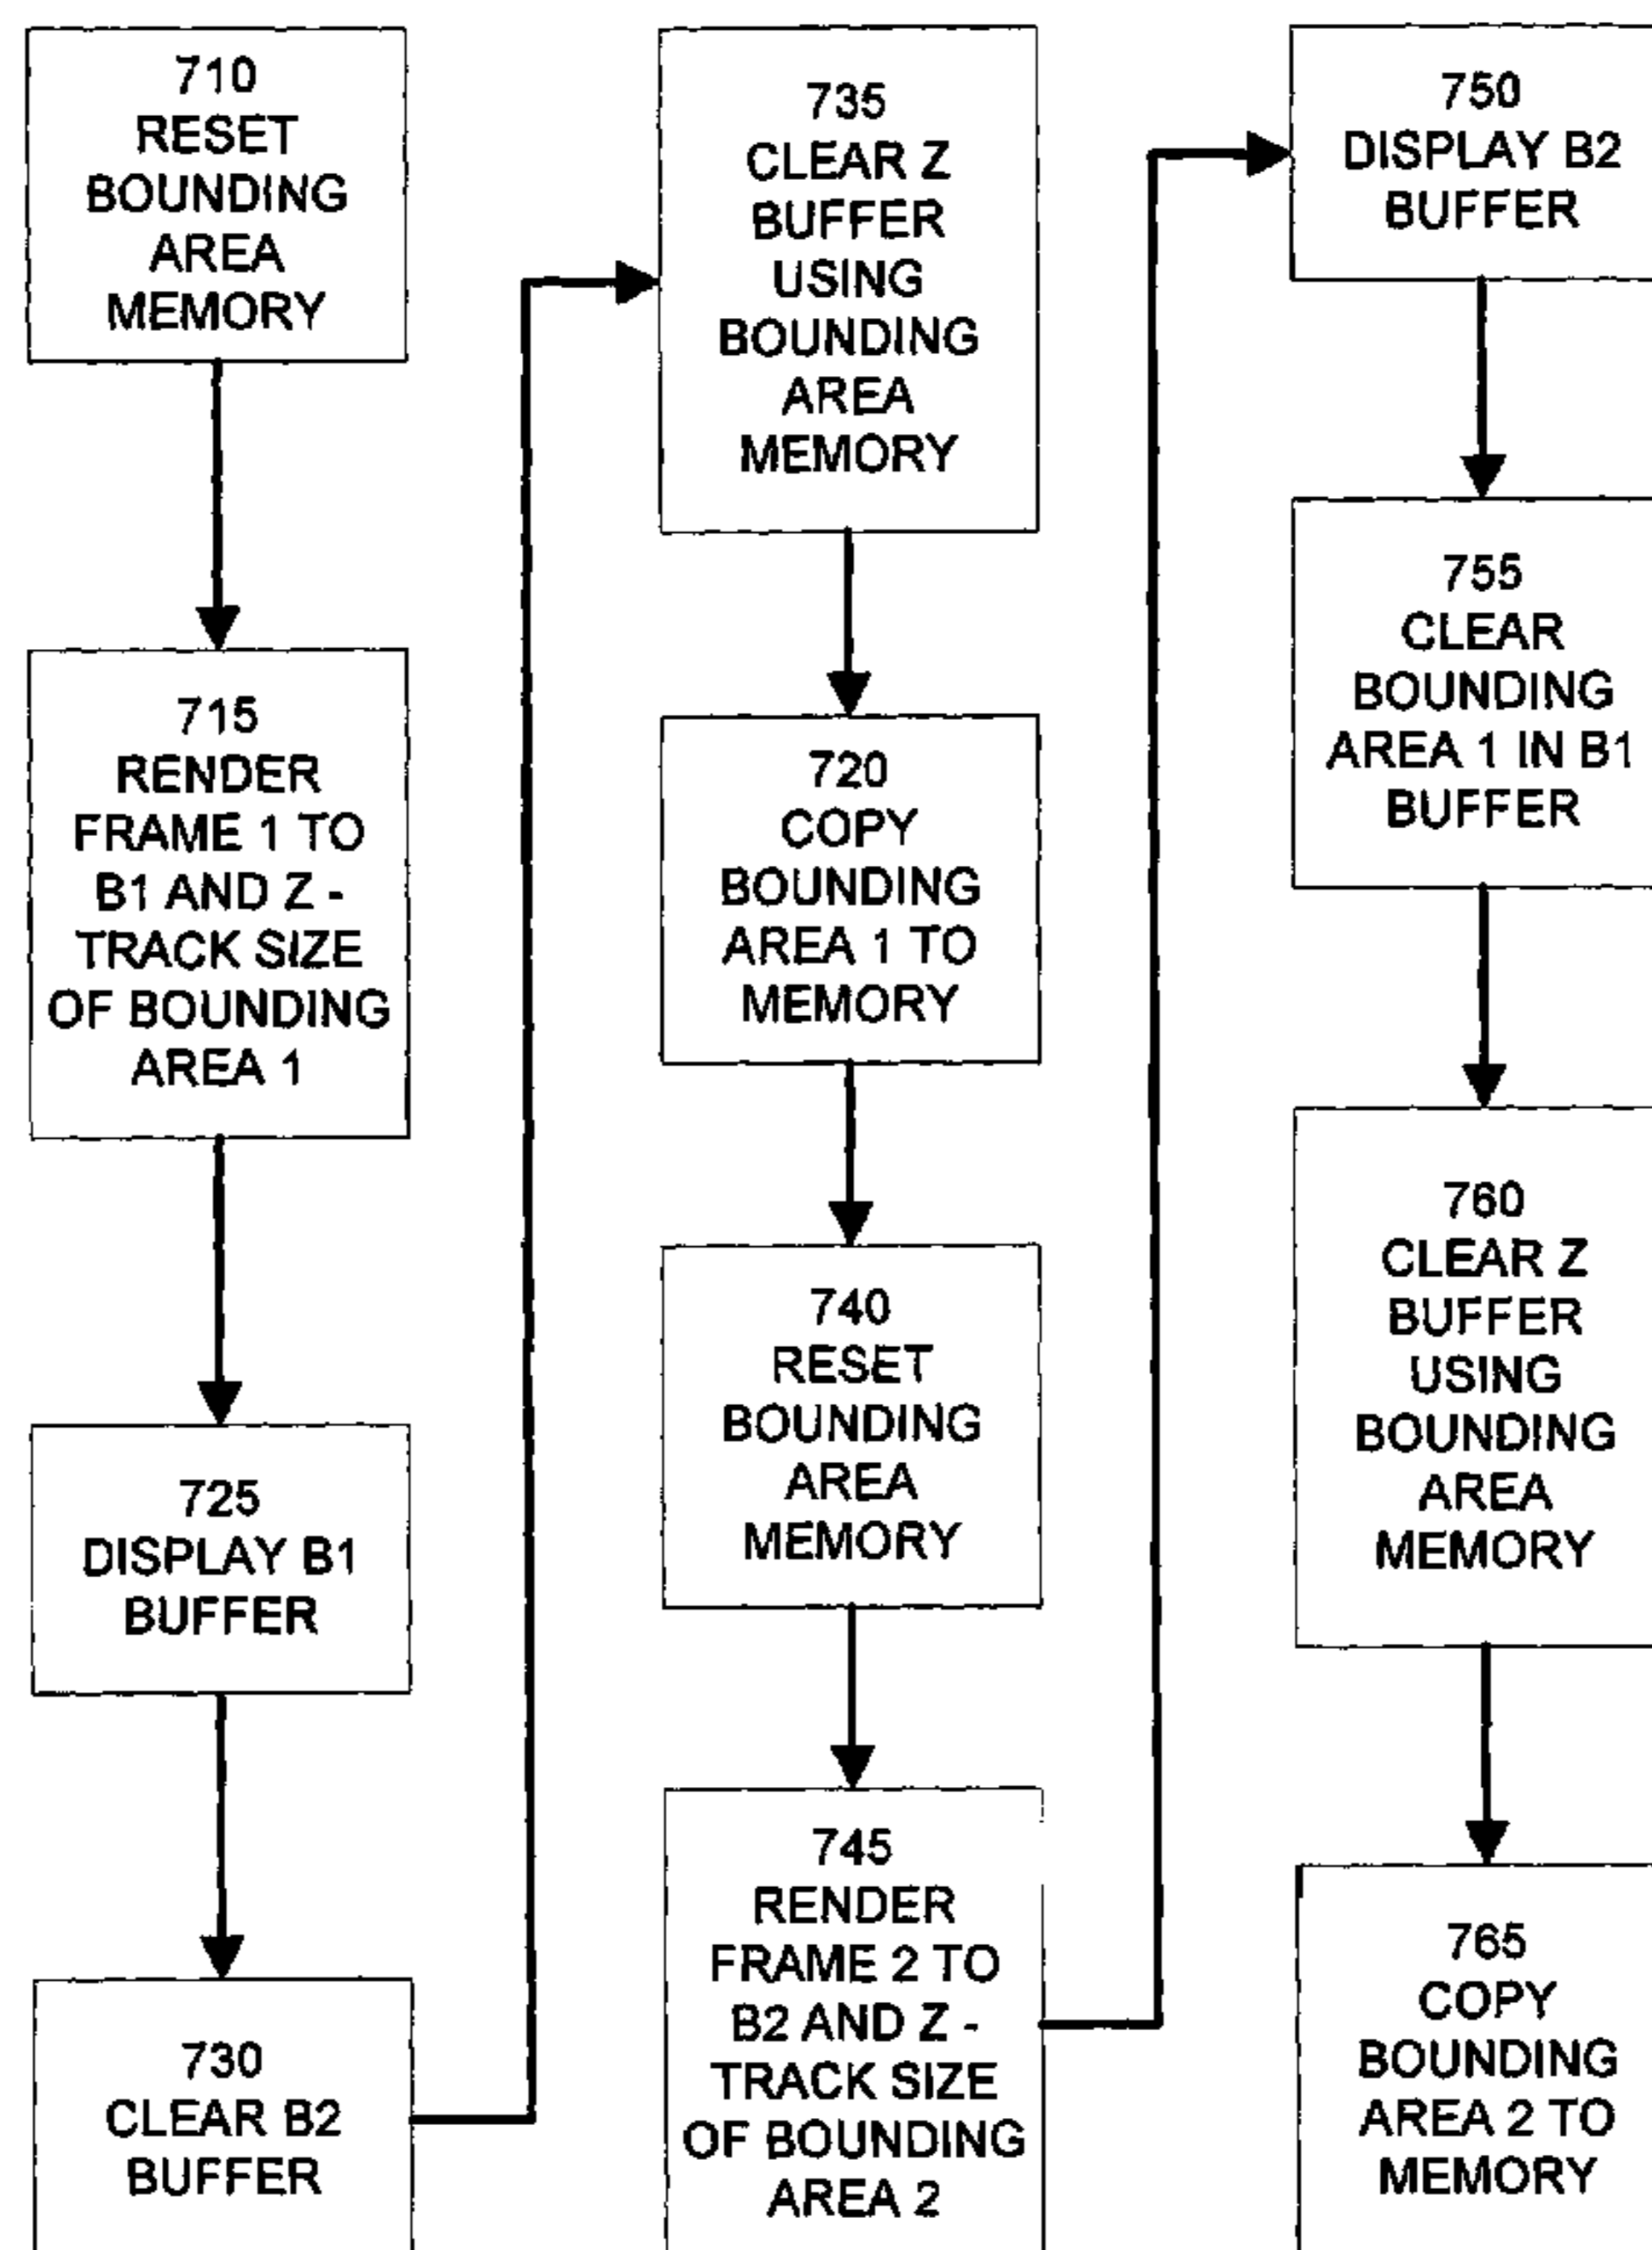 710
RESET
BOUNDING
AREA
MEMORY
715
RENDER
FRAME 1 TO
B1 AND Z -
TRACK SIZE
OF BOUNDING
AREA 1
725
DISPLAY B1
BUFFER
730
CLEAR B2
BUFFER
735
CLEAR Z
BUFFER
USING
BOUNDING
AREA
MEMORY
720
COPY
BOUNDING
AREA 1 TO
MEMORY
740
RESET
BOUNDING
AREA
MEMORY
745
RENDER
FRAME 2 TO
B2 AND Z -
TRACK SIZE
OF BOUNDING
AREA 2
750
DISPLAY B2
BUFFER
755
CLEAR
BOUNDING
AREA 1 IN B1
BUFFER
760
CLEAR Z
BUFFER
USING
BOUNDING
AREA
MEMORY
765
COPY
BOUNDING
AREA 2 TO
MEMORY